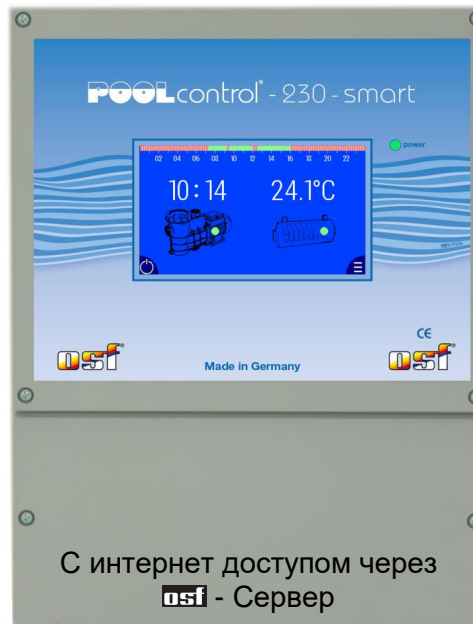 POOLcontrol® - 230 - smart
power
02 04 06 08 10 12 14 16 18 20 22
10:14 24.1°C
CE
osf® osf®
Made in Germany
С интернет доступом через
osf - Сервер